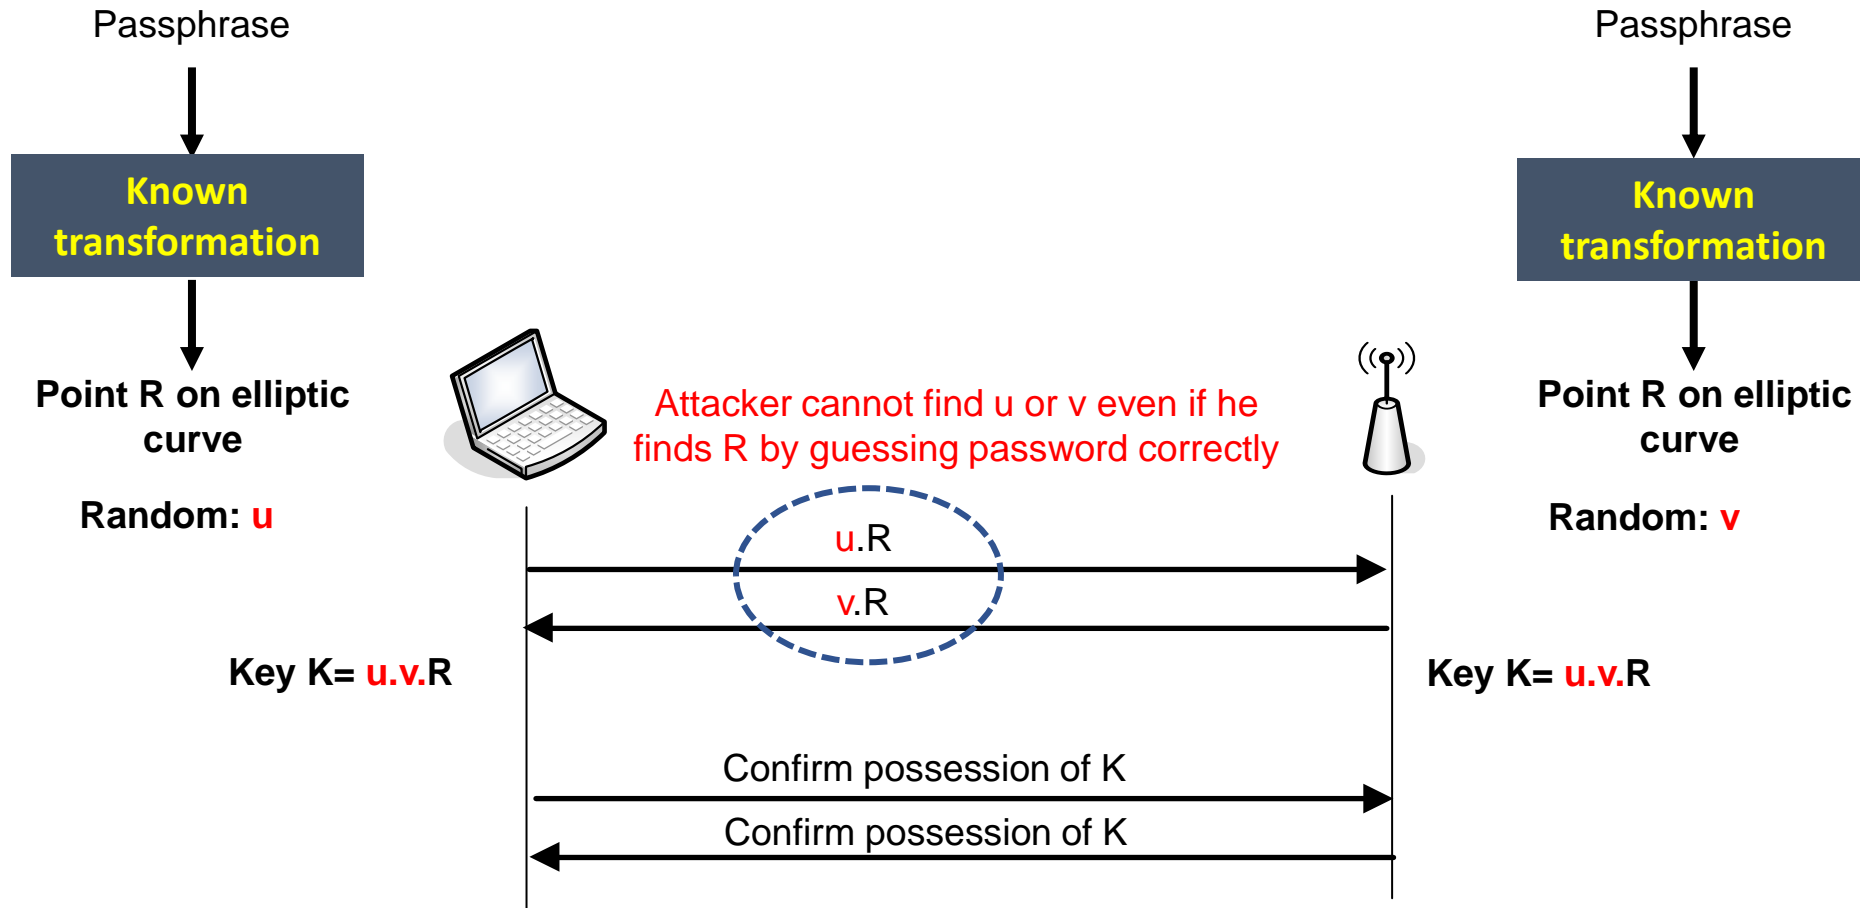 Passphrase
Known
transformation
Point R on elliptic
curve
Random: u
Passphrase
Known
transformation
Point R on elliptic
curve
Random: v
Attacker cannot find u or v even if he
finds R by guessing password correctly
u.R
v.R
Key K= u.v.R
Key K= u.v.R
Confirm possession of K
Confirm possession of K